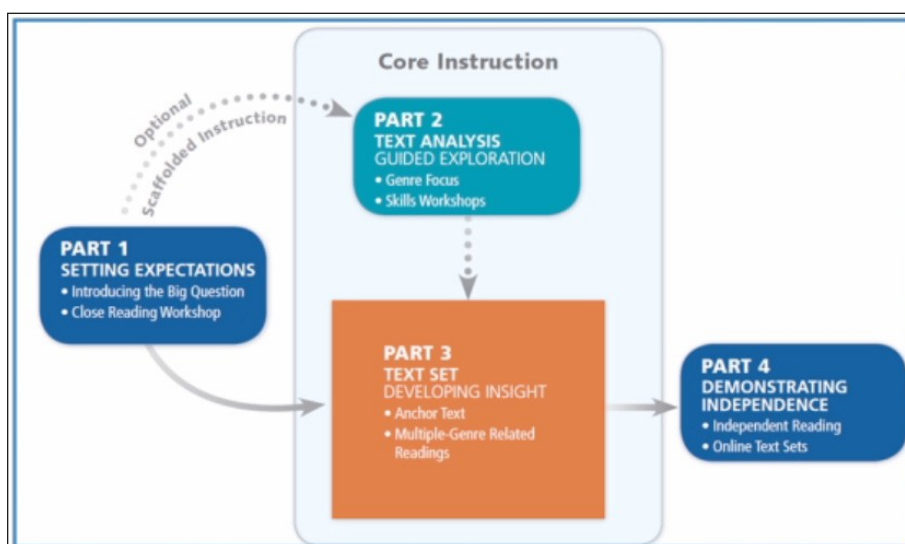 Core Instruction
Optional
Scaffolded Instruction
PART 2
TEXT ANALYSIS
GUIDED EXPLORATION
• Genre Focus
• Skills Workshops
PART 1
SETTING EXPECTATIONS
• Introducing the Big Question
• Close Reading Workshop
PART 3
TEXT SET
DEVELOPING INSIGHT
• Anchor Text
• Multiple-Genre Related
Readings
PART 4
DEMONSTRATING
INDEPENDENCE
• Independent Reading
• Online Text Sets